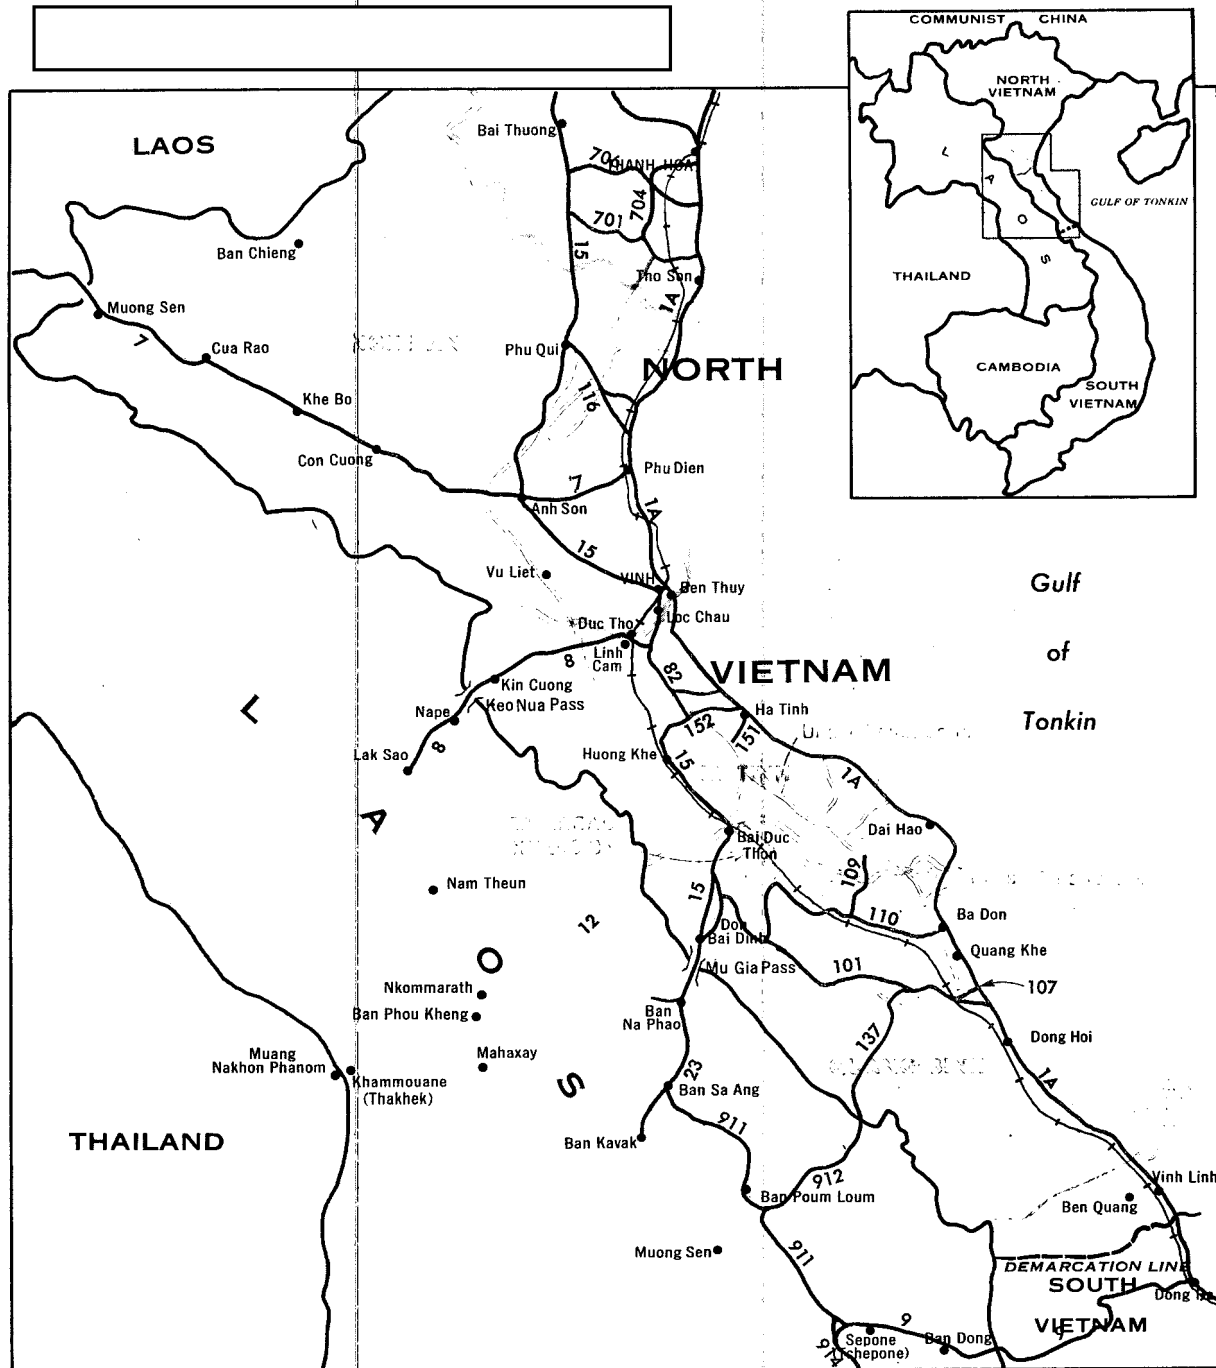 COMMUNIST CHINA
NORTH
VIETNAM
L
A
O
S
GULF OF TONKIN
THAILAND
CAMBODIA
SOUTH
VIETNAM
LAOS
Bai Thuong
706
THANH HOA
704
701
15
Ban Chieng
Tho Son
1A
Muong Sen
7
Cua Rao
Phu Qui
NORTH
116
Khe Bo
Con Cuong
Phu Dien
7
1A
Anh Son
15
Vu Liet
VINH
Ben Thuy
Loc Chau
Duc Tho
Linh
Cam
8
82
VIETNAM
Gulf
of
Tonkin
Kin Cuong
Keo Nua Pass
Nape
8
Lak Sao
L
A
O
S
Ha Tinh
152
151
Huong Khe
15
1A
Dai Hao
Bai Duc
Thon
109
Nam Theun
15
12
110
Ba Don
Don
Bai Dinh
Quang Khe
Mu Gia Pass
101
107
Nkommarath
Ban Phou Kheng
Ban
Na Phao
137
Dong Hoi
Muang
Nakhon Phanom
Mahaxay
Khammouane
(Thakhek)
23
Ban Sa Ang
1A
911
Ban Kavak
THAILAND
912
Ban Poum Loum
Vinh Linh
Ben Quang
Muong Sen
911
DEMARCATION LINE
SOUTH
VIETNAM
Sepone
(Tchepone)
9
Ban Dong
9
914